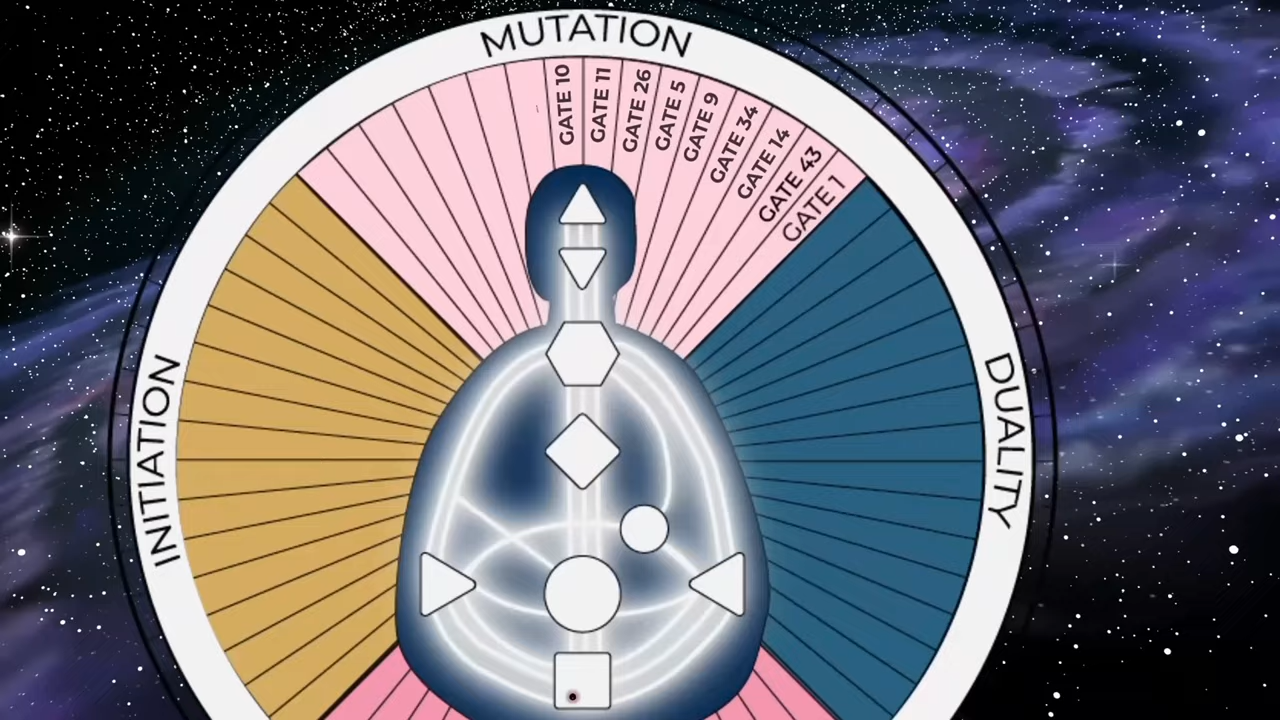 MUTATION
GATE 10
GATE 11
GATE 26
GATE 5
GATE 9
GATE 34
GATE 14
GATE 43
GATE 1
INITIATION
DUALITY